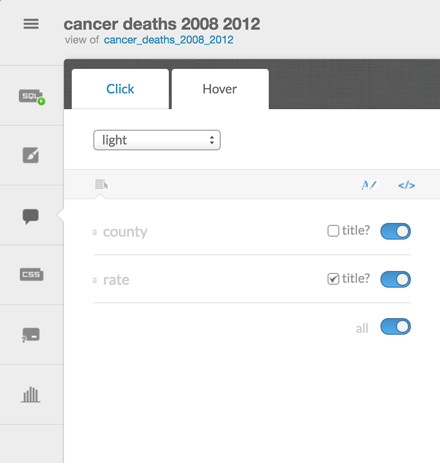 cancer deaths 2008 2012
view of cancer_deaths_2008_2012
SQL
Click
Hover
light
A
</>
county
title?
rate
title?
CSS
all